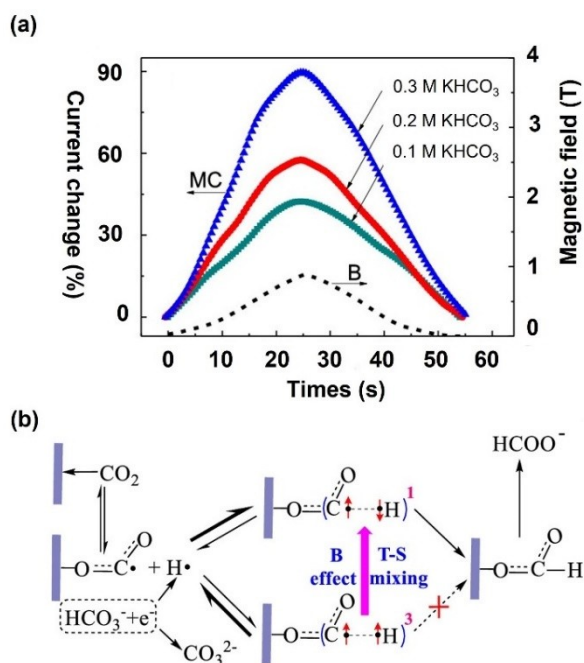 (a)
Current change (%)
90
60
30
0
MC
B
0.3 M KHCO₃
0.2 M KHCO₃
0.1 M KHCO₃
4
3
2
1
0
Magnetic field (T)
0 10 20 30 40 50 60
Times (s)
(b)
CO₂
O
O C• + H•
HCO₃⁻+e⁻
CO₃²⁻
O
O (C• •H)¹
B T-S
effect mixing
O
O (C• •H)³
HCOO⁻
O
O C H